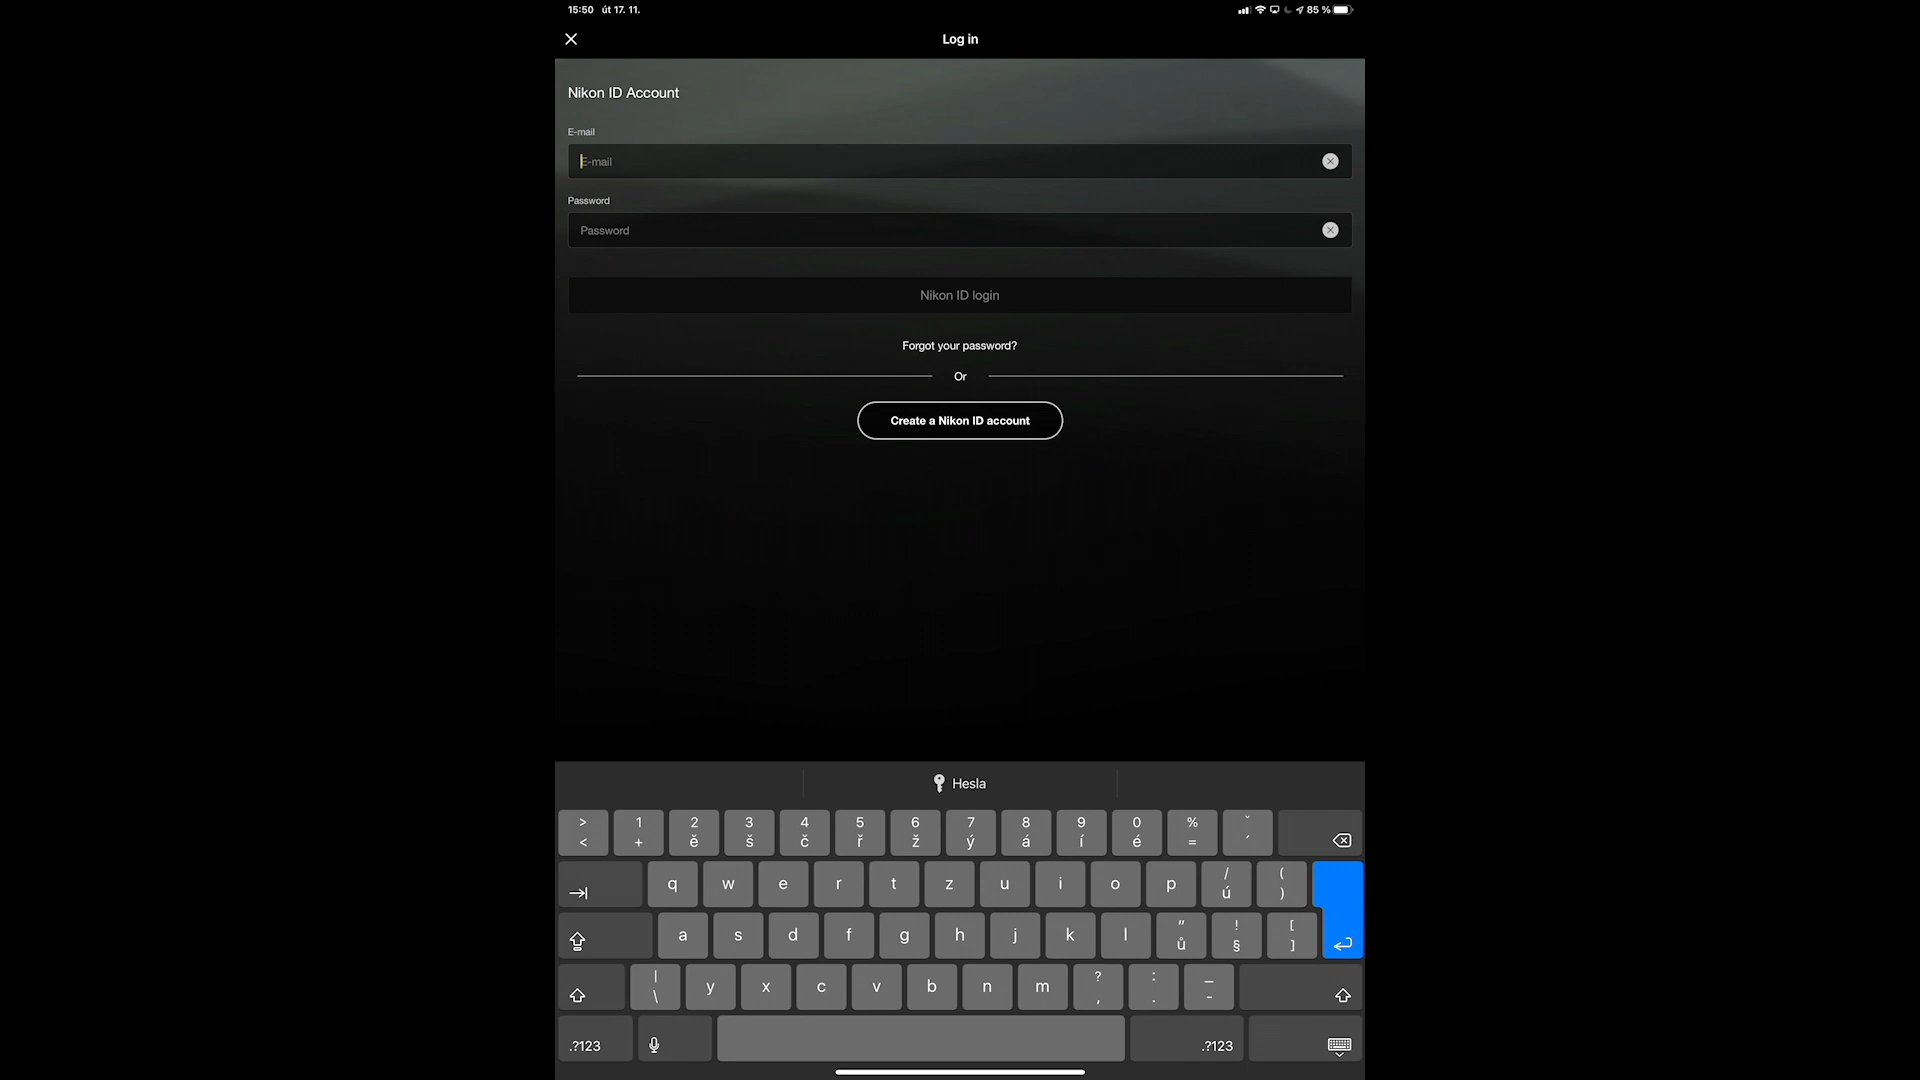 15:50 út 17. 11. 85 %
Log in
Nikon ID Account
E-mail
E-mail
Password
Password
Nikon ID login
Forgot your password?
Or
Create a Nikon ID account
Hesla
> 1 2 3 4 5 6 7 8 9 0 % ˇ
< + ě š č ř ž ý á í é = ´
q w e r t z u i o p / (
ú )
a s d f g h j k l " ! [
ů § ]
| y x c v b n m ? : _
\ , . -
.?123 .?123